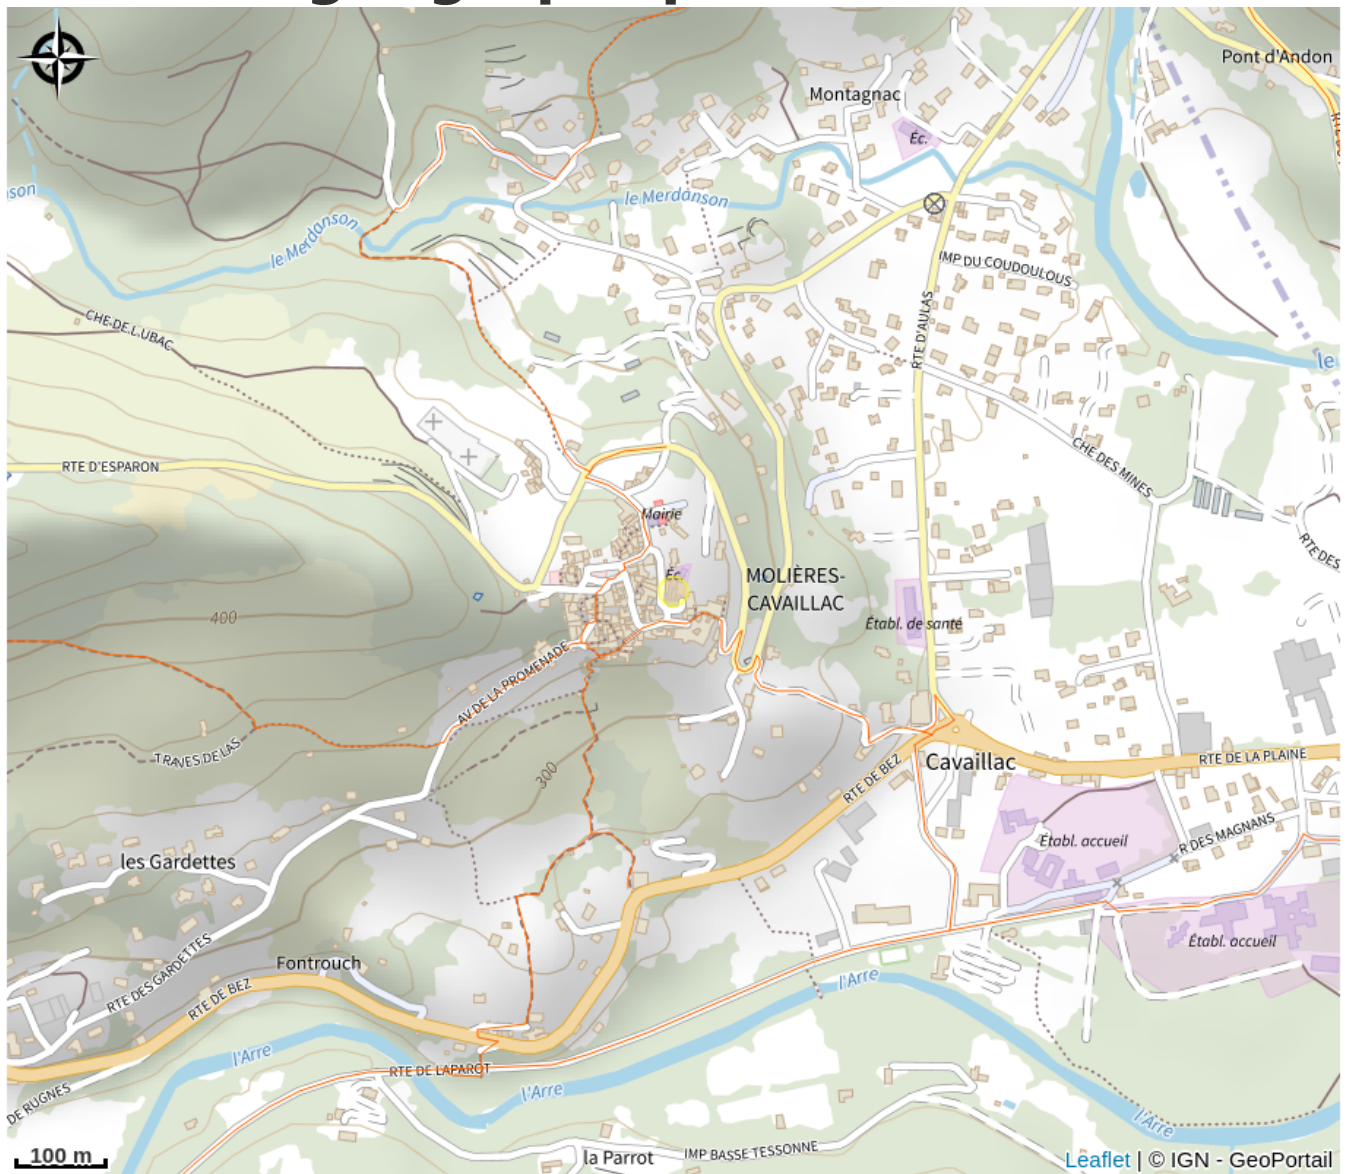 Pont d'Andon
Montagnac
Éc.
son
le Merdanson
le Merdanson
IMP DU COUDOULOUS
CHE DE L'UBAC
RTE D'AULAS
le
RTE D'ESPARON
CHE DES MINES
Mairie
RTE DES
Éc.
MOLIÈRES-
CAVAILLAC
400
Établ. de santé
AV DE LA PROMENADE
TRAVES DE LAS
Cavaillac
RTE DE LA PLAINE
300
RTE DE BEZ
R DES MAGNANS
Établ. accueil
les Gardettes
Établ. accueil
Fontrouch
RTE DES GARDETTES
RTE DE BEZ
l'Arre
l'Arre
RTE DE LAPAROT
l'Arre
DE RUGNES
l'Arre
100 m
la Parrot
IMP BASSE TESSONNE
Leaflet | © IGN - GeoPortail